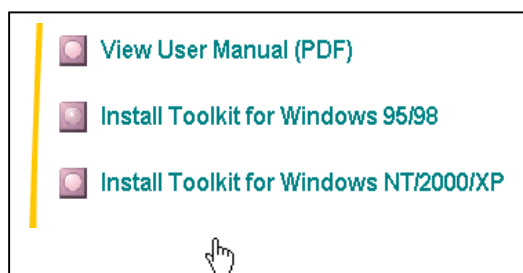 View User Manual (PDF)
Install Toolkit for Windows 95/98
Install Toolkit for Windows NT/2000/XP